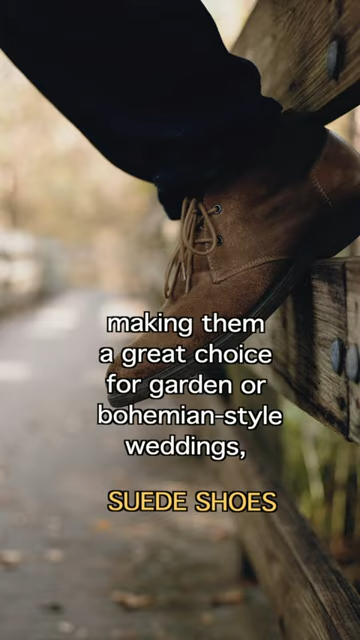 making them
a great choice
for garden or
bohemian-style
weddings,
SUEDE SHOES